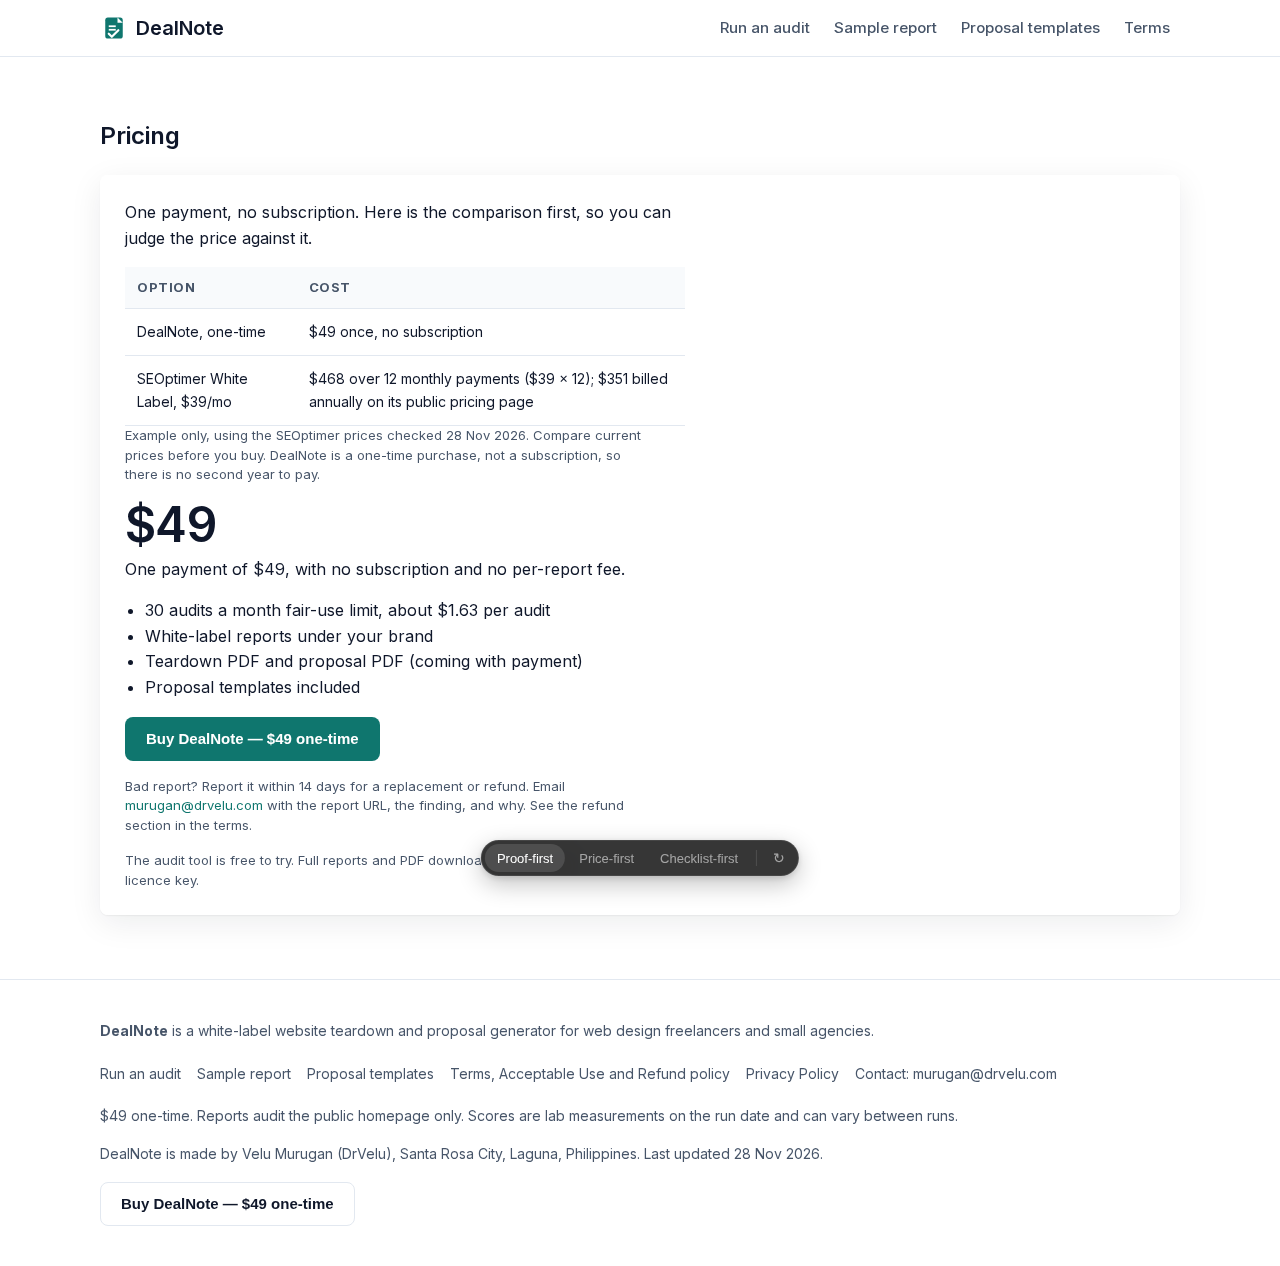 DealNote
Run an audit Sample report Proposal templates Terms
Pricing
One payment, no subscription. Here is the comparison first, so you can
judge the price against it.
OPTION COST
DealNote, one-time $49 once, no subscription
SEOptimer White $468 over 12 monthly payments ($39 × 12); $351 billed
Label, $39/mo annually on its public pricing page
Example only, using the SEOptimer prices checked 28 Nov 2026. Compare current
prices before you buy. DealNote is a one-time purchase, not a subscription, so
there is no second year to pay.
$49
One payment of $49, with no subscription and no per-report fee.
• 30 audits a month fair-use limit, about $1.63 per audit
• White-label reports under your brand
• Teardown PDF and proposal PDF (coming with payment)
• Proposal templates included
Buy DealNote — $49 one-time
Bad report? Report it within 14 days for a replacement or refund. Email
murugan@drvelu.com with the report URL, the finding, and why. See the refund
section in the terms.
The audit tool is free to try. Full reports and PDF
licence key.
Proof-first Price-first Checklist-first ↻
DealNote is a white-label website teardown and proposal generator for web design freelancers and small agencies.
Run an audit Sample report Proposal templates Terms, Acceptable Use and Refund policy Privacy Policy Contact: murugan@drvelu.com
$49 one-time. Reports audit the public homepage only. Scores are lab measurements on the run date and can vary between runs.
DealNote is made by Velu Murugan (DrVelu), Santa Rosa City, Laguna, Philippines. Last updated 28 Nov 2026.
Buy DealNote — $49 one-time